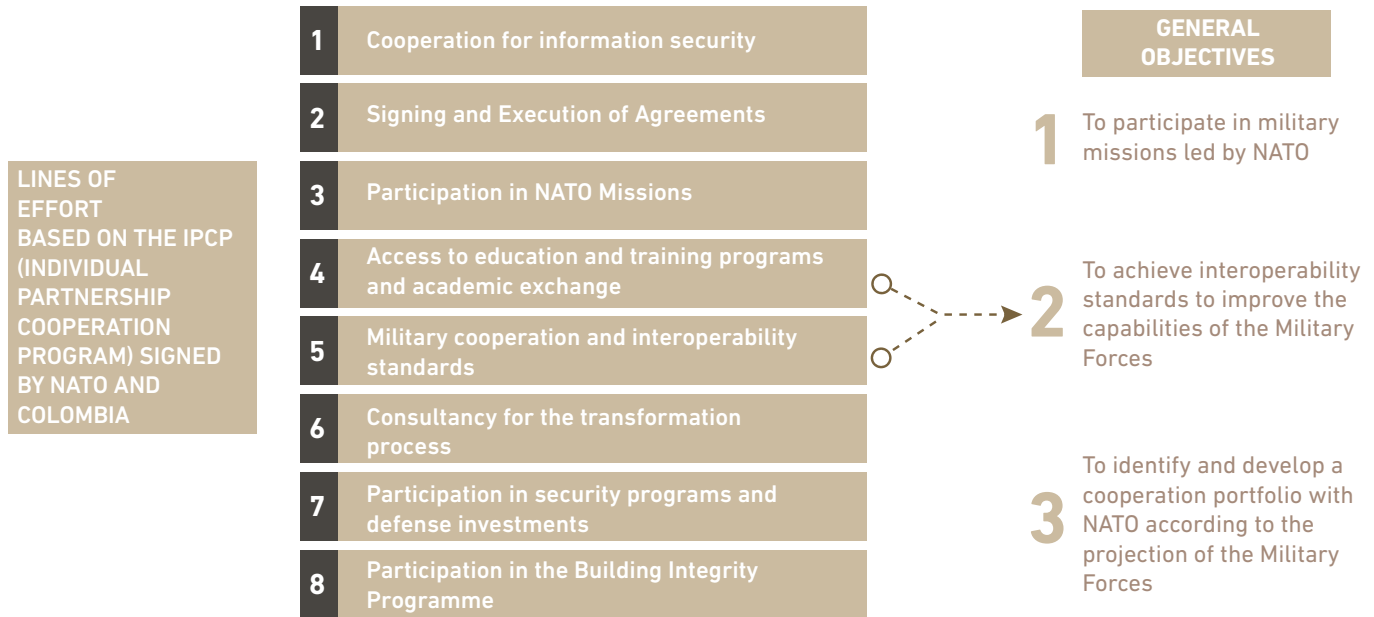 LINES OF
EFFORT
BASED ON THE IPCP
(INDIVIDUAL
PARTNERSHIP
COOPERATION
PROGRAM) SIGNED
BY NATO AND
COLOMBIA
1
Cooperation for information security
2
Signing and Execution of Agreements
3
Participation in NATO Missions
4
Access to education and training programs
and academic exchange
5
Military cooperation and interoperability
standards
6
Consultancy for the transformation
process
7
Participation in security programs and
defense investments
8
Participation in the Building Integrity
Programme
GENERAL
OBJECTIVES
1
To participate in military
missions led by NATO
2
To achieve interoperability
standards to improve the
capabilities of the Military
Forces
3
To identify and develop a
cooperation portfolio with
NATO according to the
projection of the Military
Forces